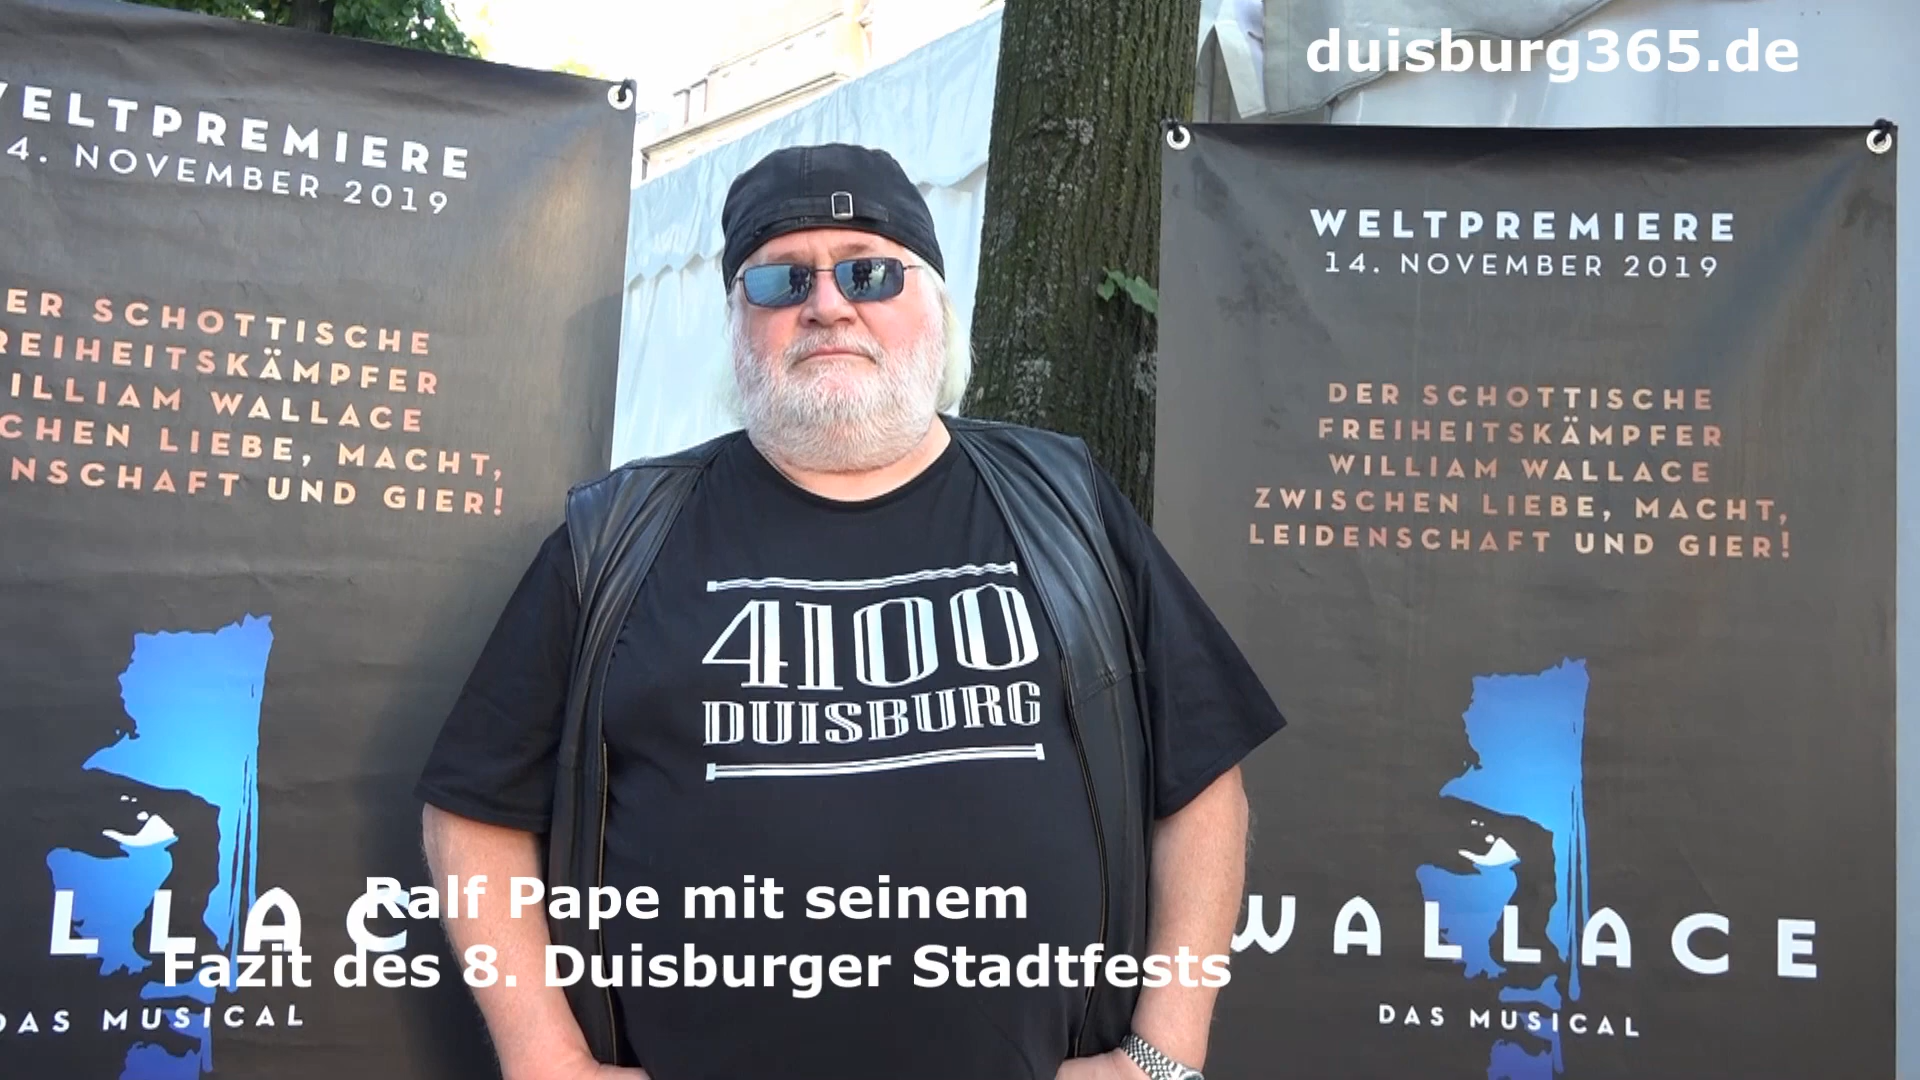 duisburg365.de
WELTPREMIERE
4. NOVEMBER 2019
ER SCHOTTISCHE
REIHEITSKÄMPFER
ILLIAM WALLACE
CHEN LIEBE, MACHT,
NSCHAFT UND GIER!
LLAC
DAS MUSICAL
4100
DUISBURG
WELTPREMIERE
14. NOVEMBER 2019
DER SCHOTTISCHE
FREIHEITSKÄMPFER
WILLIAM WALLACE
ZWISCHEN LIEBE, MACHT,
LEIDENSCHAFT UND GIER!
WALLACE
DAS MUSICAL
Ralf Pape mit seinem
Fazit des 8. Duisburger Stadtfests